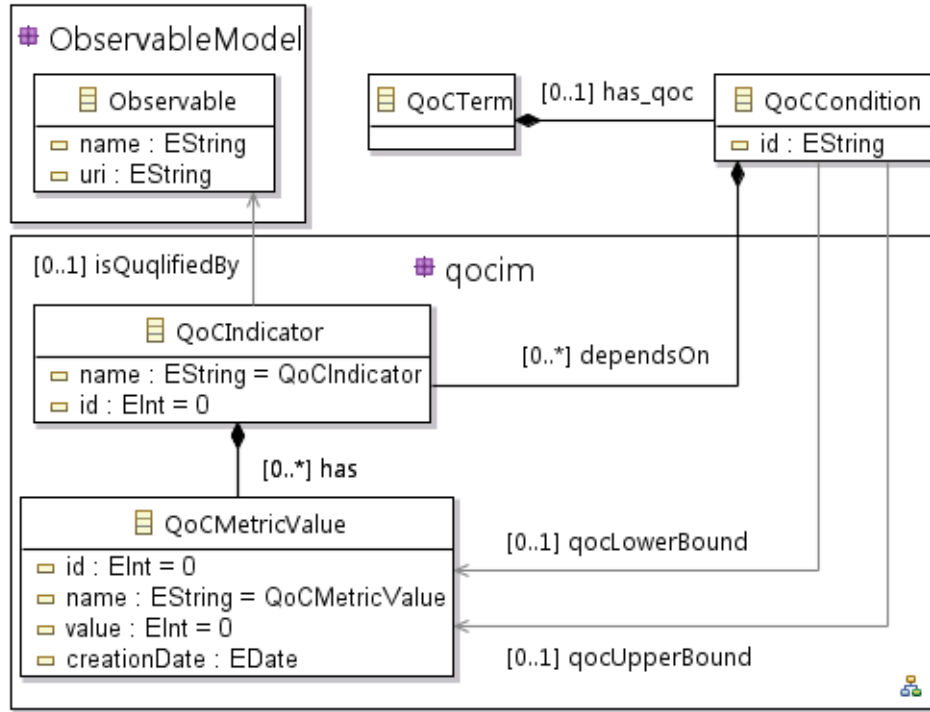 ObservableModel
Observable
name : EString
uri : EString
QoCTerm
[0..1] has_qoc
QoCCondition
id : EString
[0..1] isQuqlifiedBy
qocim
QoCIndicator
name : EString = QoCIndicator
id : EInt = 0
[0..*] dependsOn
[0..*] has
QoCMetricValue
id : EInt = 0
name : EString = QoCMetricValue
value : EInt = 0
creationDate : EDate
[0..1] qocLowerBound
[0..1] qocUpperBound